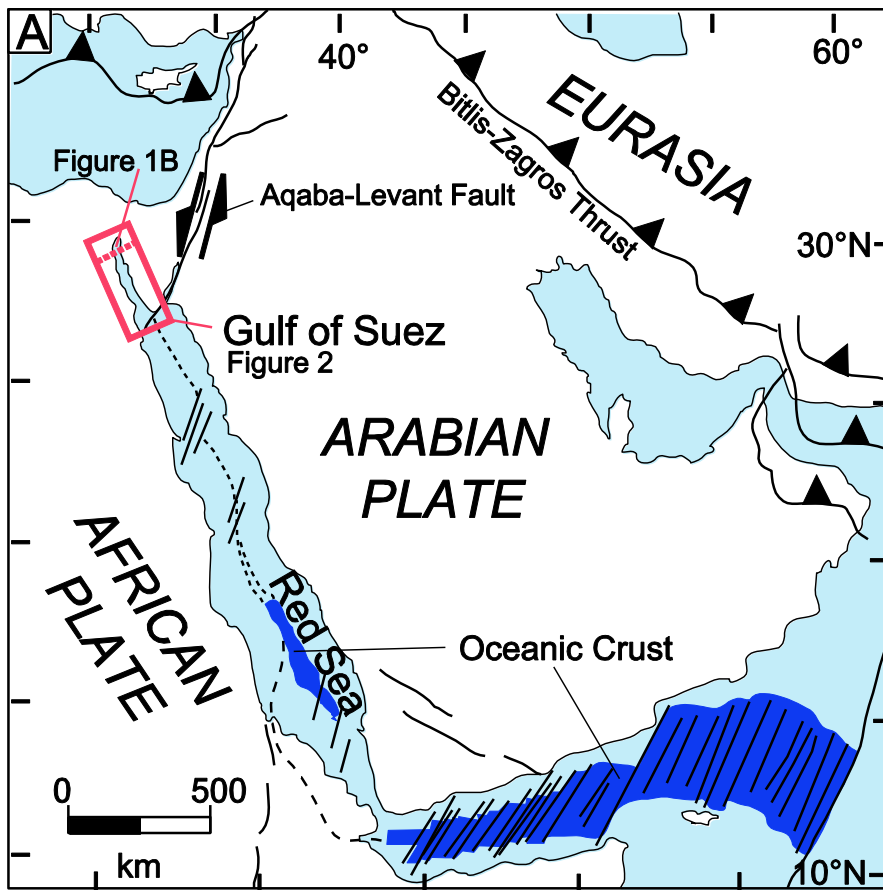 A
40°
60°
EURASIA
Bitlis-Zagros Thrust
Figure 1B
Aqaba-Levant Fault
30°N
Gulf of Suez
Figure 2
ARABIAN
PLATE
AFRICAN
PLATE
Red Sea
Oceanic Crust
0 500
km
10°N